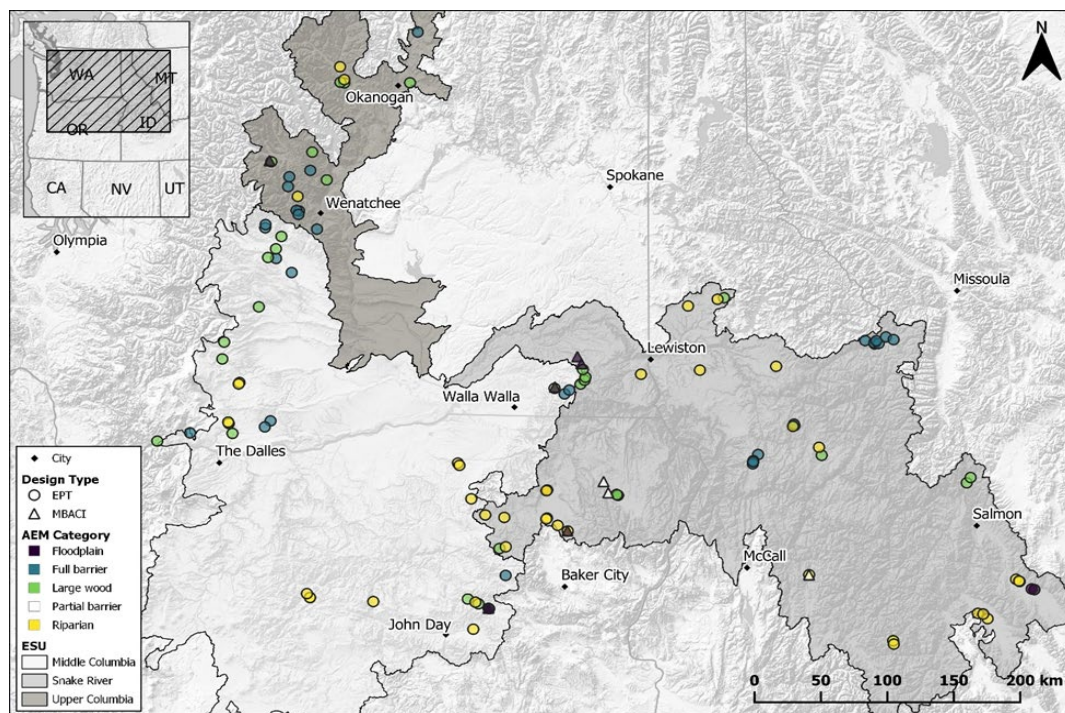 N
WA
MT
OR
ID
CA
NV
UT
Okanogan
Spokane
Wenatchee
Olympia
Missoula
Lewiston
Walla Walla
The Dalles
Salmon
McCall
Baker City
John Day
City
Design Type
EPT
MBACI
AEM Category
Floodplain
Full barrier
Large wood
Partial barrier
Riparian
ESU
Middle Columbia
Snake River
Upper Columbia
0 50 100 150 200 km